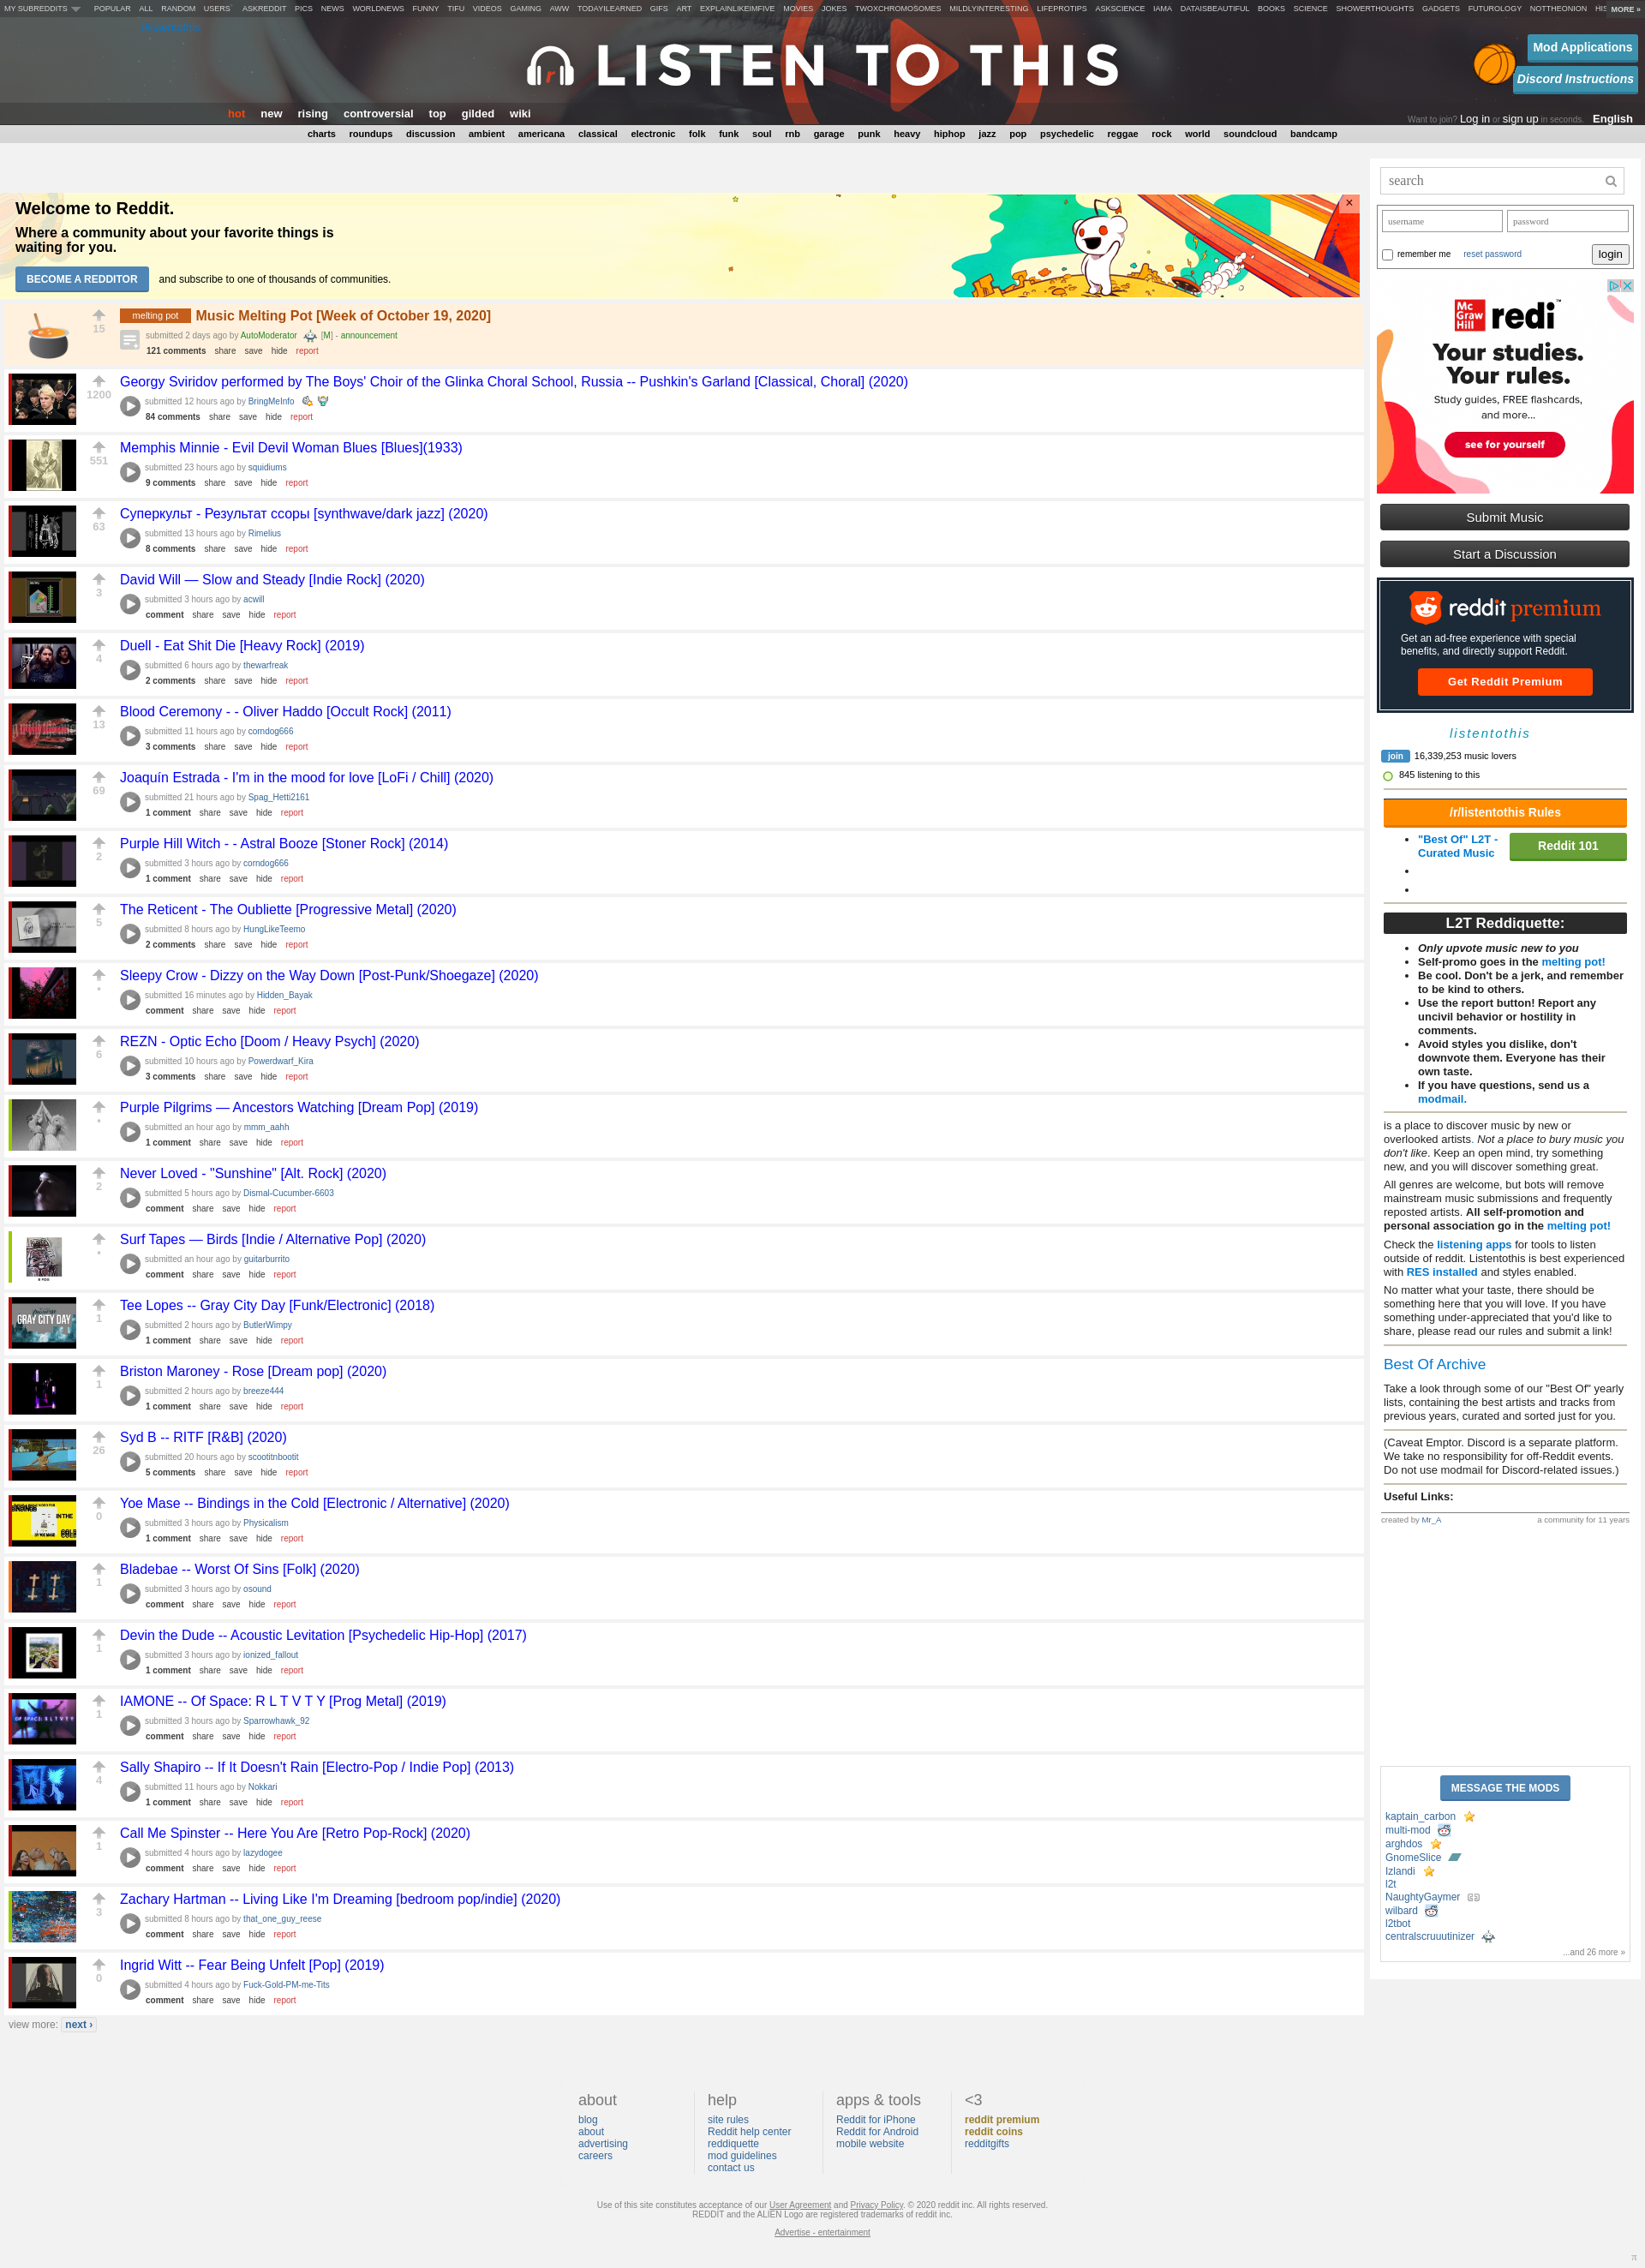 MY SUBREDDITS POPULAR ALL RANDOM USERS ASKREDDIT PICS NEWS WORLDNEWS FUNNY TIFU VIDEOS GAMING AWW TODAYILEARNED GIFS ART EXPLAINLIKEIMFIVE MOVIES JOKES TWOXCHROMOSOMES MILDLYINTERESTING LIFEPROTIPS ASKSCIENCE IAMA DATAISBEAUTIFUL BOOKS SCIENCE SHOWERTHOUGHTS GADGETS FUTUROLOGY NOTTHEONION HIS MORE »
LISTEN TO THIS
Mod Applications
Discord Instructions
hot new rising controversial top gilded wiki
Want to join? Log in or sign up in seconds. English
charts roundups discussion ambient americana classical electronic folk funk soul rnb garage punk heavy hiphop jazz pop psychedelic reggae rock world soundcloud bandcamp
Welcome to Reddit.
Where a community about your favorite things is
waiting for you.
BECOME A REDDITOR and subscribe to one of thousands of communities.
×
15
melting pot Music Melting Pot [Week of October 19, 2020]
submitted 2 days ago by AutoModerator [M] - announcement
121 comments share save hide report
1200
Georgy Sviridov performed by The Boys' Choir of the Glinka Choral School, Russia -- Pushkin's Garland [Classical, Choral] (2020)
submitted 12 hours ago by BringMeInfo
84 comments share save hide report
551
Memphis Minnie - Evil Devil Woman Blues [Blues](1933)
submitted 23 hours ago by squidiums
9 comments share save hide report
63
Суперкульт - Результат ссоры [synthwave/dark jazz] (2020)
submitted 13 hours ago by Rimelius
8 comments share save hide report
3
David Will — Slow and Steady [Indie Rock] (2020)
submitted 3 hours ago by acwill
comment share save hide report
4
Duell - Eat Shit Die [Heavy Rock] (2019)
submitted 6 hours ago by thewarfreak
2 comments share save hide report
13
Blood Ceremony - - Oliver Haddo [Occult Rock] (2011)
submitted 11 hours ago by corndog666
3 comments share save hide report
69
Joaquín Estrada - I'm in the mood for love [LoFi / Chill] (2020)
submitted 21 hours ago by Spag_Hetti2161
1 comment share save hide report
2
Purple Hill Witch - - Astral Booze [Stoner Rock] (2014)
submitted 3 hours ago by corndog666
1 comment share save hide report
5
The Reticent - The Oubliette [Progressive Metal] (2020)
submitted 8 hours ago by HungLikeTeemo
2 comments share save hide report
•
Sleepy Crow - Dizzy on the Way Down [Post-Punk/Shoegaze] (2020)
submitted 16 minutes ago by Hidden_Bayak
comment share save hide report
6
REZN - Optic Echo [Doom / Heavy Psych] (2020)
submitted 10 hours ago by Powerdwarf_Kira
3 comments share save hide report
•
Purple Pilgrims — Ancestors Watching [Dream Pop] (2019)
submitted an hour ago by mmm_aahh
1 comment share save hide report
2
Never Loved - "Sunshine" [Alt. Rock] (2020)
submitted 5 hours ago by Dismal-Cucumber-6603
comment share save hide report
•
Surf Tapes — Birds [Indie / Alternative Pop] (2020)
submitted an hour ago by guitarburrito
comment share save hide report
GRAY CITY DAY
1
Tee Lopes -- Gray City Day [Funk/Electronic] (2018)
submitted 2 hours ago by ButlerWimpy
1 comment share save hide report
1
Briston Maroney - Rose [Dream pop] (2020)
submitted 2 hours ago by breeze444
1 comment share save hide report
26
Syd B -- RITF [R&B] (2020)
submitted 20 hours ago by scootitnbootit
5 comments share save hide report
0
Yoe Mase -- Bindings in the Cold [Electronic / Alternative] (2020)
submitted 3 hours ago by Physicalism
1 comment share save hide report
1
Bladebae -- Worst Of Sins [Folk] (2020)
submitted 3 hours ago by osound
comment share save hide report
1
Devin the Dude -- Acoustic Levitation [Psychedelic Hip-Hop] (2017)
submitted 3 hours ago by ionized_fallout
1 comment share save hide report
1
IAMONE -- Of Space: R L T V T Y [Prog Metal] (2019)
submitted 3 hours ago by Sparrowhawk_92
comment share save hide report
4
Sally Shapiro -- If It Doesn't Rain [Electro-Pop / Indie Pop] (2013)
submitted 11 hours ago by Nokkari
1 comment share save hide report
1
Call Me Spinster -- Here You Are [Retro Pop-Rock] (2020)
submitted 4 hours ago by lazydogee
comment share save hide report
3
Zachary Hartman -- Living Like I'm Dreaming [bedroom pop/indie] (2020)
submitted 8 hours ago by that_one_guy_reese
comment share save hide report
0
Ingrid Witt -- Fear Being Unfelt [Pop] (2019)
submitted 4 hours ago by Fuck-Gold-PM-me-Tits
comment share save hide report
view more: next ›
search
username password
remember me reset password login
Mc Graw Hill redi™
Your studies.
Your rules.
Study guides, FREE flashcards,
and more...
see for yourself
Submit Music
Start a Discussion
reddit premium
Get an ad-free experience with special
benefits, and directly support Reddit.
Get Reddit Premium
listentothis
join 16,339,253 music lovers
845 listening to this
/r/listentothis Rules
"Best Of" L2T - Reddit 101
Curated Music
L2T Reddiquette:
Only upvote music new to you
Self-promo goes in the melting pot!
Be cool. Don't be a jerk, and remember
to be kind to others.
Use the report button! Report any
uncivil behavior or hostility in
comments.
Avoid styles you dislike, don't
downvote them. Everyone has their
own taste.
If you have questions, send us a
modmail.
is a place to discover music by new or
overlooked artists. Not a place to bury music you
don't like. Keep an open mind, try something
new, and you will discover something great.
All genres are welcome, but bots will remove
mainstream music submissions and frequently
reposted artists. All self-promotion and
personal association go in the melting pot!
Check the listening apps for tools to listen
outside of reddit. Listentothis is best experienced
with RES installed and styles enabled.
No matter what your taste, there should be
something here that you will love. If you have
something under-appreciated that you'd like to
share, please read our rules and submit a link!
Best Of Archive
Take a look through some of our "Best Of" yearly
lists, containing the best artists and tracks from
previous years, curated and sorted just for you.
(Caveat Emptor. Discord is a separate platform.
We take no responsibility for off-Reddit events.
Do not use modmail for Discord-related issues.)
Useful Links:
created by Mr_A a community for 11 years
MESSAGE THE MODS
kaptain_carbon
multi-mod
arghdos
GnomeSlice
Izlandi
l2t
NaughtyGaymer
wilbard
l2tbot
centralscruuutinizer
...and 26 more »
about
blog
about
advertising
careers
help
site rules
Reddit help center
reddiquette
mod guidelines
contact us
apps & tools
Reddit for iPhone
Reddit for Android
mobile website
<3
reddit premium
reddit coins
redditgifts
Use of this site constitutes acceptance of our User Agreement and Privacy Policy. © 2020 reddit inc. All rights reserved.
REDDIT and the ALIEN Logo are registered trademarks of reddit inc.
Advertise - entertainment
π